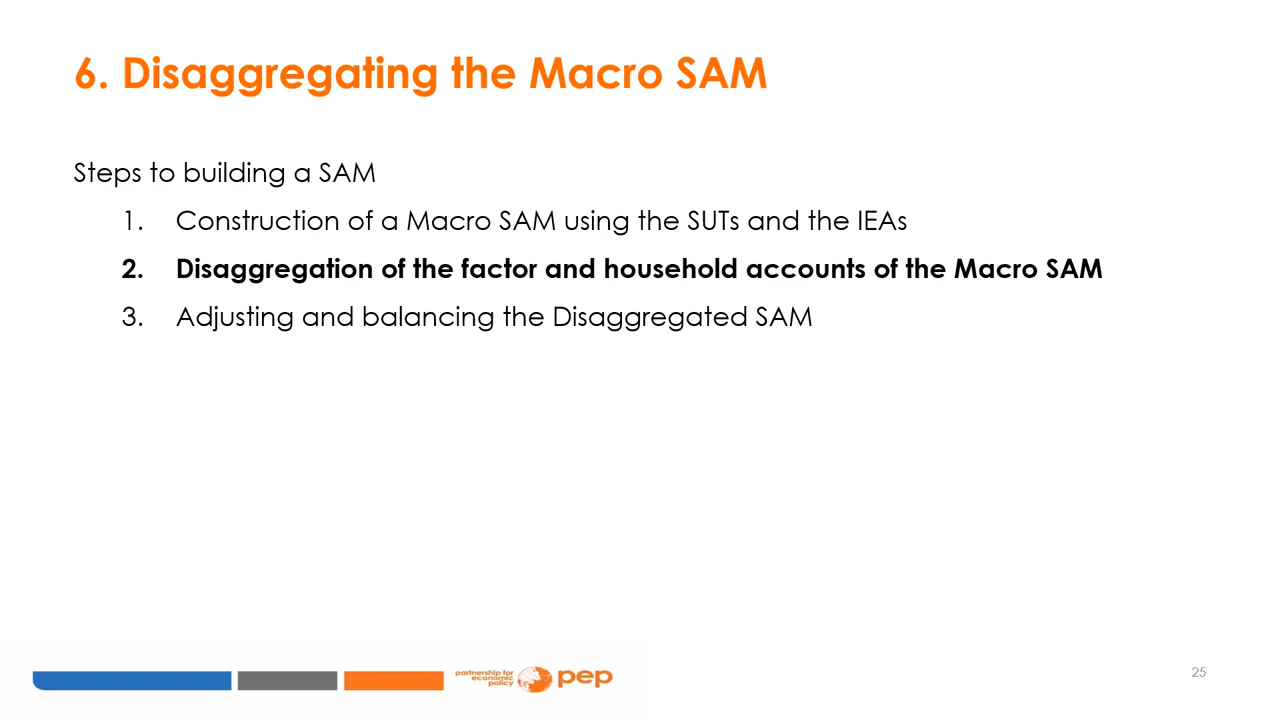 6. Disaggregating the Macro SAM
Steps to building a SAM
1. Construction of a Macro SAM using the SUTs and the IEAs
2. Disaggregation of the factor and household accounts of the Macro SAM
3. Adjusting and balancing the Disaggregated SAM
partnership for
economic
policy
pep
25